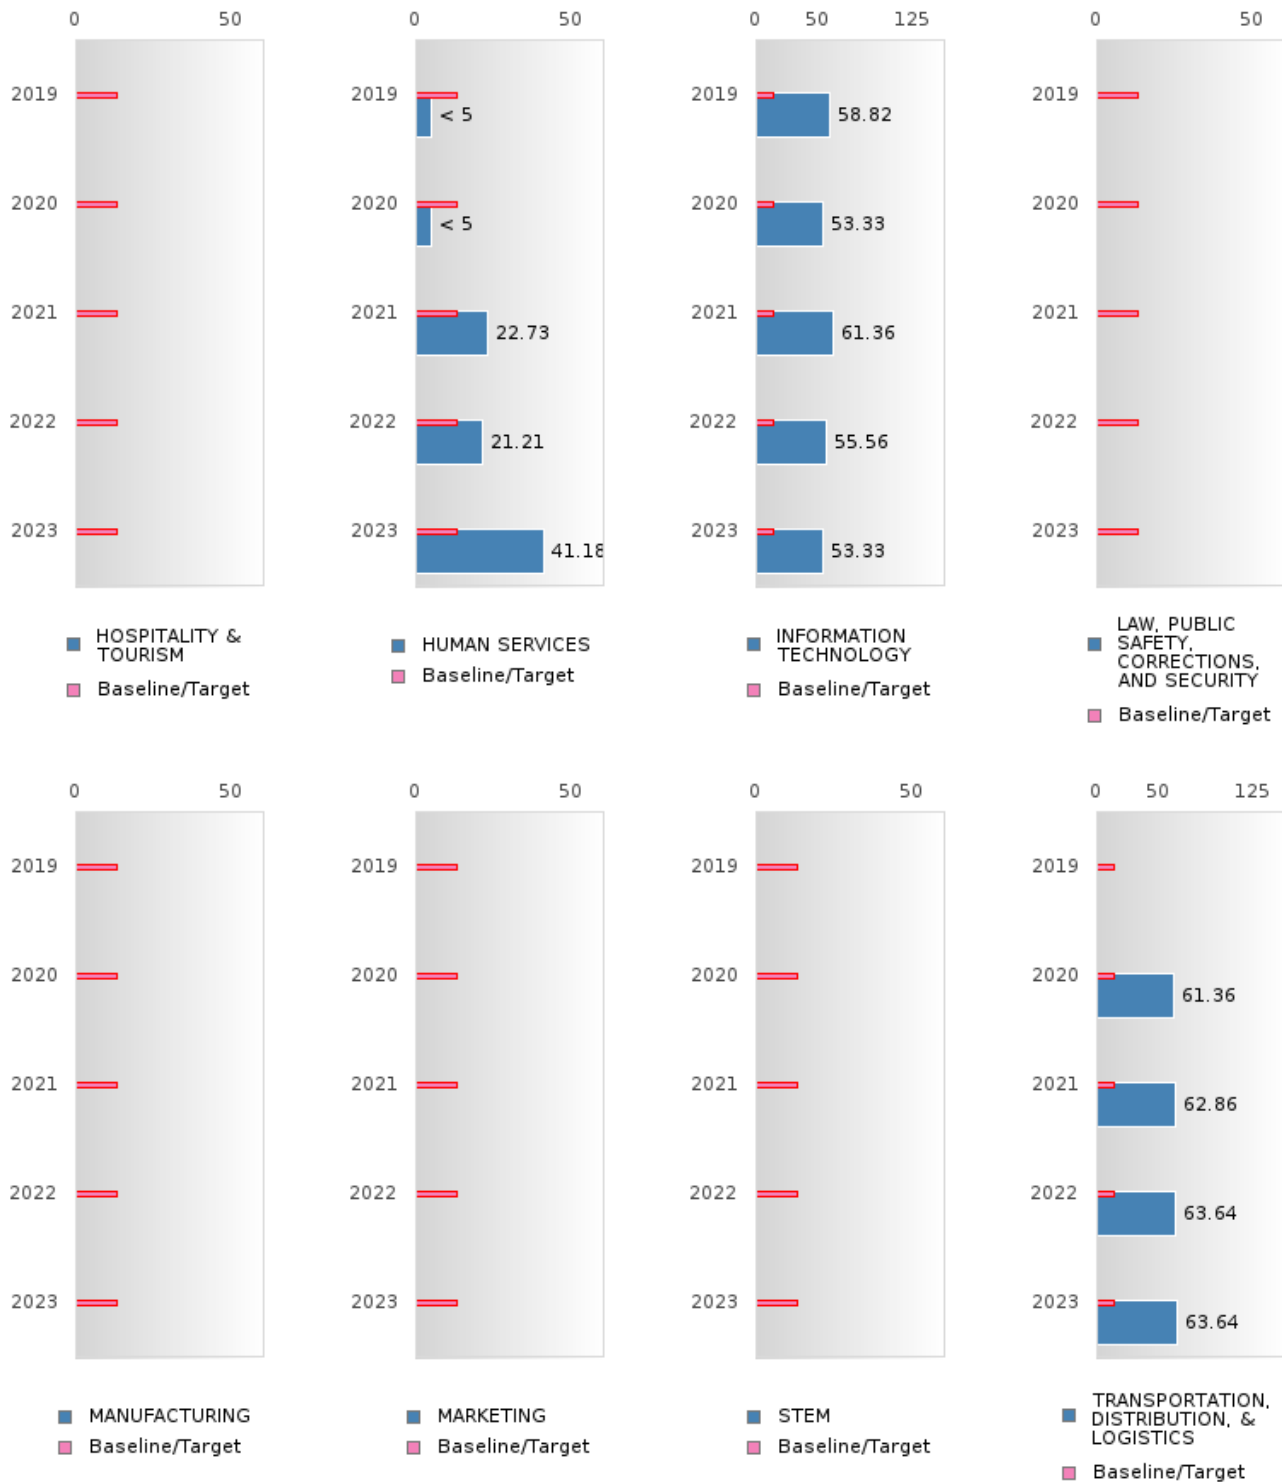 0 50
2019
2020
2021
2022
2023
HOSPITALITY &
TOURISM
Baseline/Target
0 50
2019 < 5
2020 < 5
2021 22.73
2022 21.21
2023 41.18
HUMAN SERVICES
Baseline/Target
0 50 125
2019 58.82
2020 53.33
2021 61.36
2022 55.56
2023 53.33
INFORMATION
TECHNOLOGY
Baseline/Target
0 50
2019
2020
2021
2022
2023
LAW, PUBLIC
SAFETY,
CORRECTIONS,
AND SECURITY
Baseline/Target
0 50
2019
2020
2021
2022
2023
MANUFACTURING
Baseline/Target
0 50
2019
2020
2021
2022
2023
MARKETING
Baseline/Target
0 50
2019
2020
2021
2022
2023
STEM
Baseline/Target
0 50 125
2019
2020 61.36
2021 62.86
2022 63.64
2023 63.64
TRANSPORTATION,
DISTRIBUTION, &
LOGISTICS
Baseline/Target